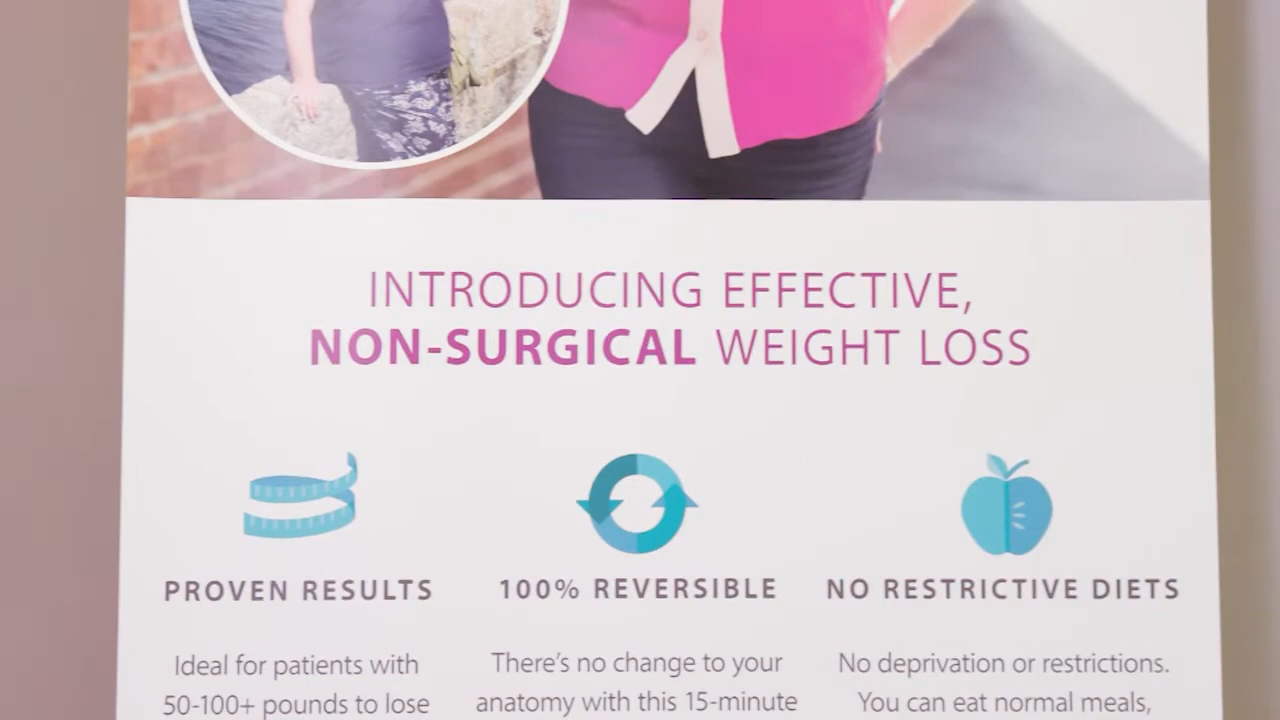 INTRODUCING EFFECTIVE,
NON-SURGICAL WEIGHT LOSS
PROVEN RESULTS
Ideal for patients with
50-100+ pounds to lose
100% REVERSIBLE
There's no change to your
anatomy with this 15-minute
NO RESTRICTIVE DIETS
No deprivation or restrictions.
You can eat normal meals,